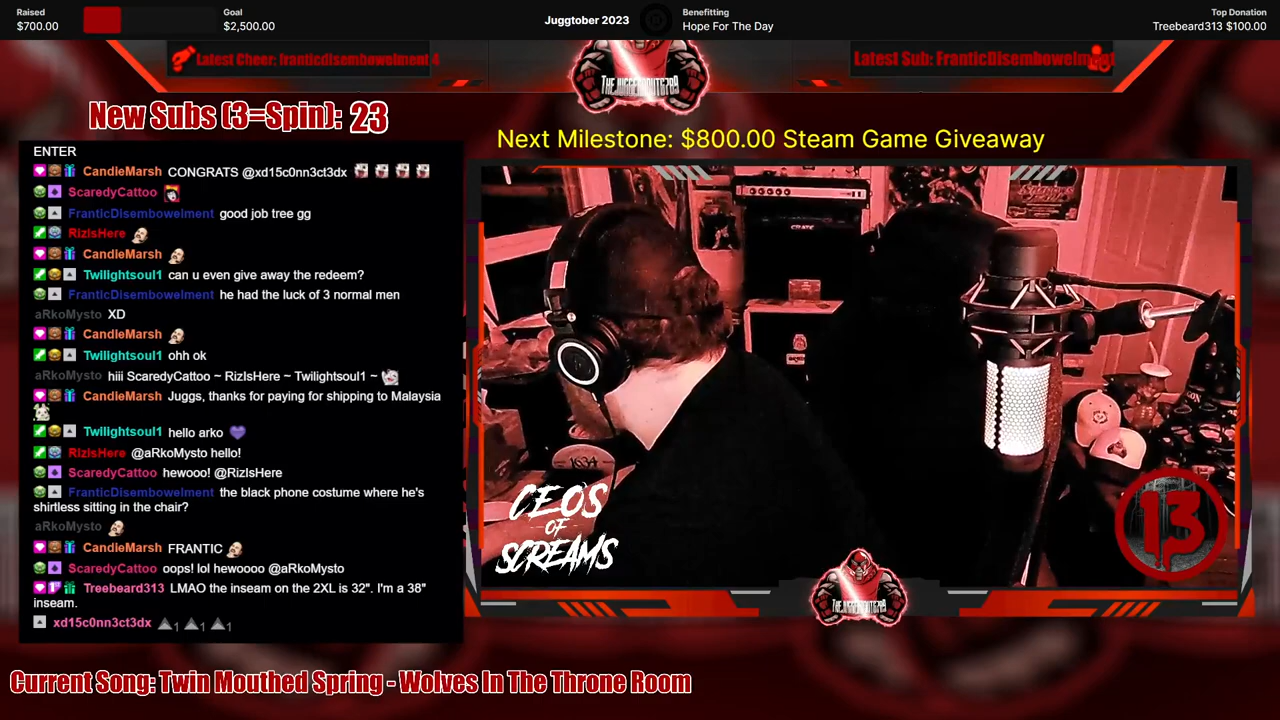 Raised
$700.00
Goal
$2,500.00
Juggtober 2023
Benefitting
Hope For The Day
Top Donation
Treebeard313 $100.00
Latest Cheer: franticdisembowelment 4
THEJUGGERNAUT6789
Latest Sub: FranticDisembowelment
New Subs (3=Spin): 23
Next Milestone: $800.00 Steam Game Giveaway
ENTER
CandleMarsh CONGRATS @xd15c0nn3ct3dx
ScaredyCattoo
FranticDisembowelment good job tree gg
RizIsHere
CandleMarsh
Twilightsoul1 can u even give away the redeem?
FranticDisembowelment he had the luck of 3 normal men
aRkoMysto XD
CandleMarsh
Twilightsoul1 ohh ok
aRkoMysto hiii ScaredyCattoo ~ RizIsHere ~ Twilightsoul1 ~
CandleMarsh Juggs, thanks for paying for shipping to Malaysia
Twilightsoul1 hello arko
RizIsHere @aRkoMysto hello!
ScaredyCattoo hewooo! @RizIsHere
FranticDisembowelment the black phone costume where he's
shirtless sitting in the chair?
aRkoMysto
CandleMarsh FRANTIC
ScaredyCattoo oops! lol hewoooo @aRkoMysto
Treebeard313 LMAO the inseam on the 2XL is 32". I'm a 38"
inseam.
xd15c0nn3ct3dx 1 1 1
CRATE
1634
CEOS
OF
SCREAMS
13
THEJUGGERNAUT6789
Current Song: Twin Mouthed Spring - Wolves In The Throne Room